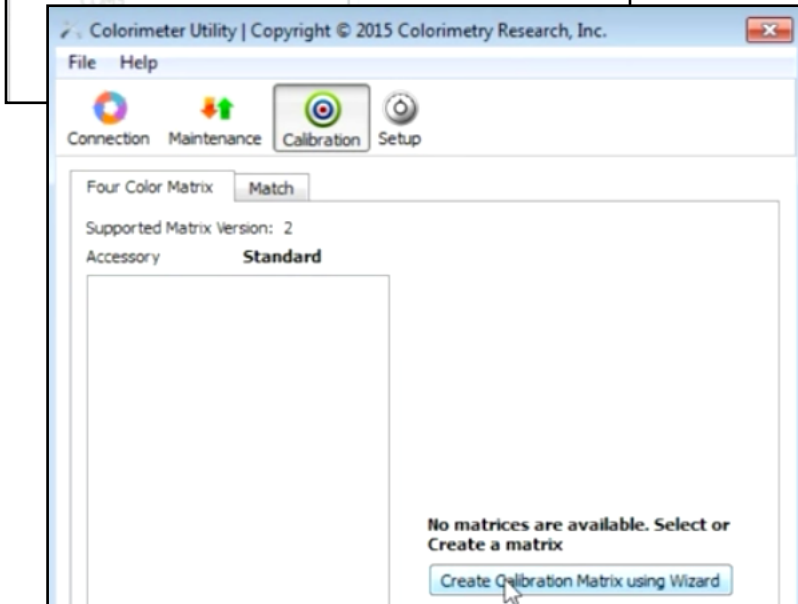 Colorimeter Utility | Copyright © 2015 Colorimetry Research, Inc.
File Help
Connection Maintenance Calibration Setup
Four Color Matrix Match
Supported Matrix Version: 2
Accessory Standard
No matrices are available. Select or
Create a matrix
Create Calibration Matrix using Wizard